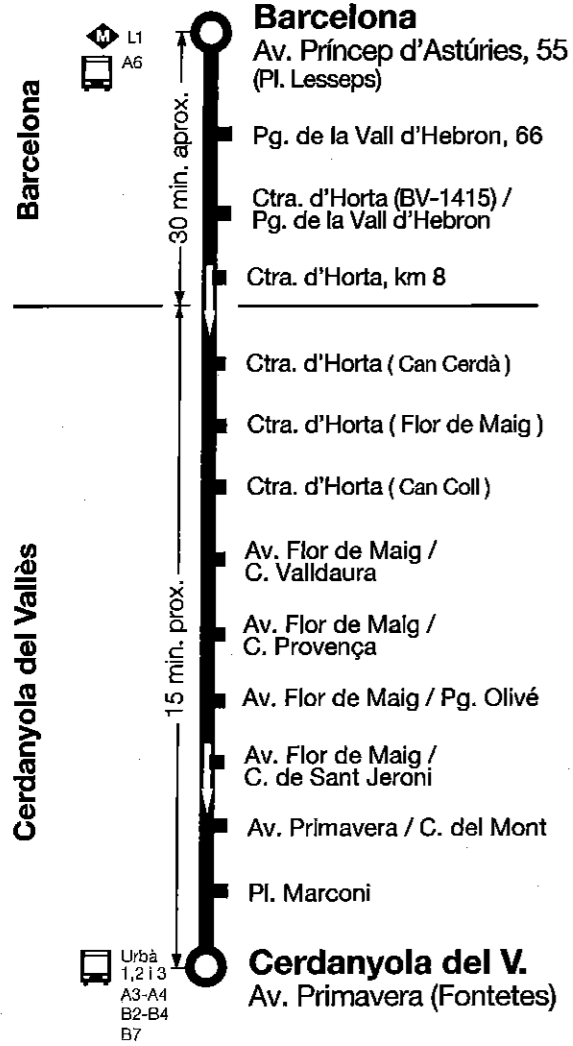 Barcelona
Av. Príncep d'Astúries, 55
(Pl. Lesseps)
M L1
A6
Barcelona
30 min. aprox.
Pg. de la Vall d'Hebron, 66
Ctra. d'Horta (BV-1415) /
Pg. de la Vall d'Hebron
Ctra. d'Horta, km 8
Cerdanyola del Vallès
15 min. prox.
Ctra. d'Horta ( Can Cerdà )
Ctra. d'Horta ( Flor de Maig )
Ctra. d'Horta ( Can Coll )
Av. Flor de Maig /
C. Valldaura
Av. Flor de Maig /
C. Provença
Av. Flor de Maig / Pg. Olivé
Av. Flor de Maig /
C. de Sant Jeroni
Av. Primavera / C. del Mont
Pl. Marconi
Cerdanyola del V.
Av. Primavera (Fontetes)
Urbà
1,2 i 3
A3-A4
B2-B4
B7